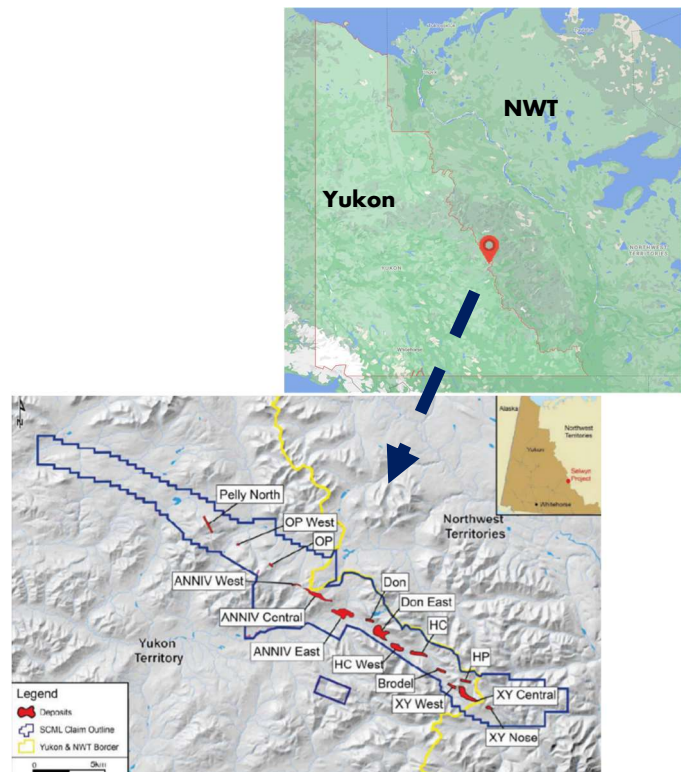 NWT
Yukon
NORTHWEST
TERRITORIES
YUKON
Whitehorse
Alaska
Northwest
Territories
Yukon
Selwyn
Project
Whitehorse
Pelly North
OP West
OP
Northwest
Territories
ANNIV West
Don
ANNIV Central
Don East
HC
Yukon
Territory
ANNIV East
HC West
HP
Brodel
XY Central
XY West
XY Nose
Legend
Deposits
SCML Claim Outline
Yukon & NWT Border
0 5km